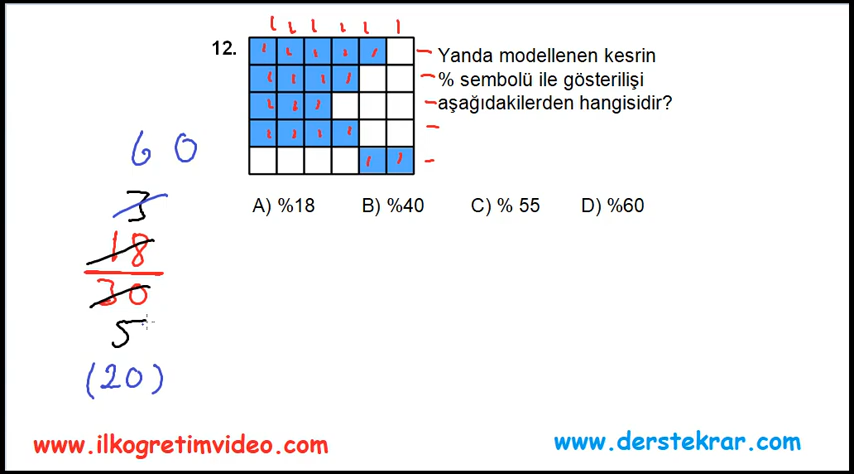 12.
Yanda modellenen kesrin
% sembolü ile gösterilişi
aşağıdakilerden hangisidir?
A) %18 B) %40 C) % 55 D) %60
60
3
18
30
5
(20)
www.ilkogretimvideo.com
www.derstekrar.com